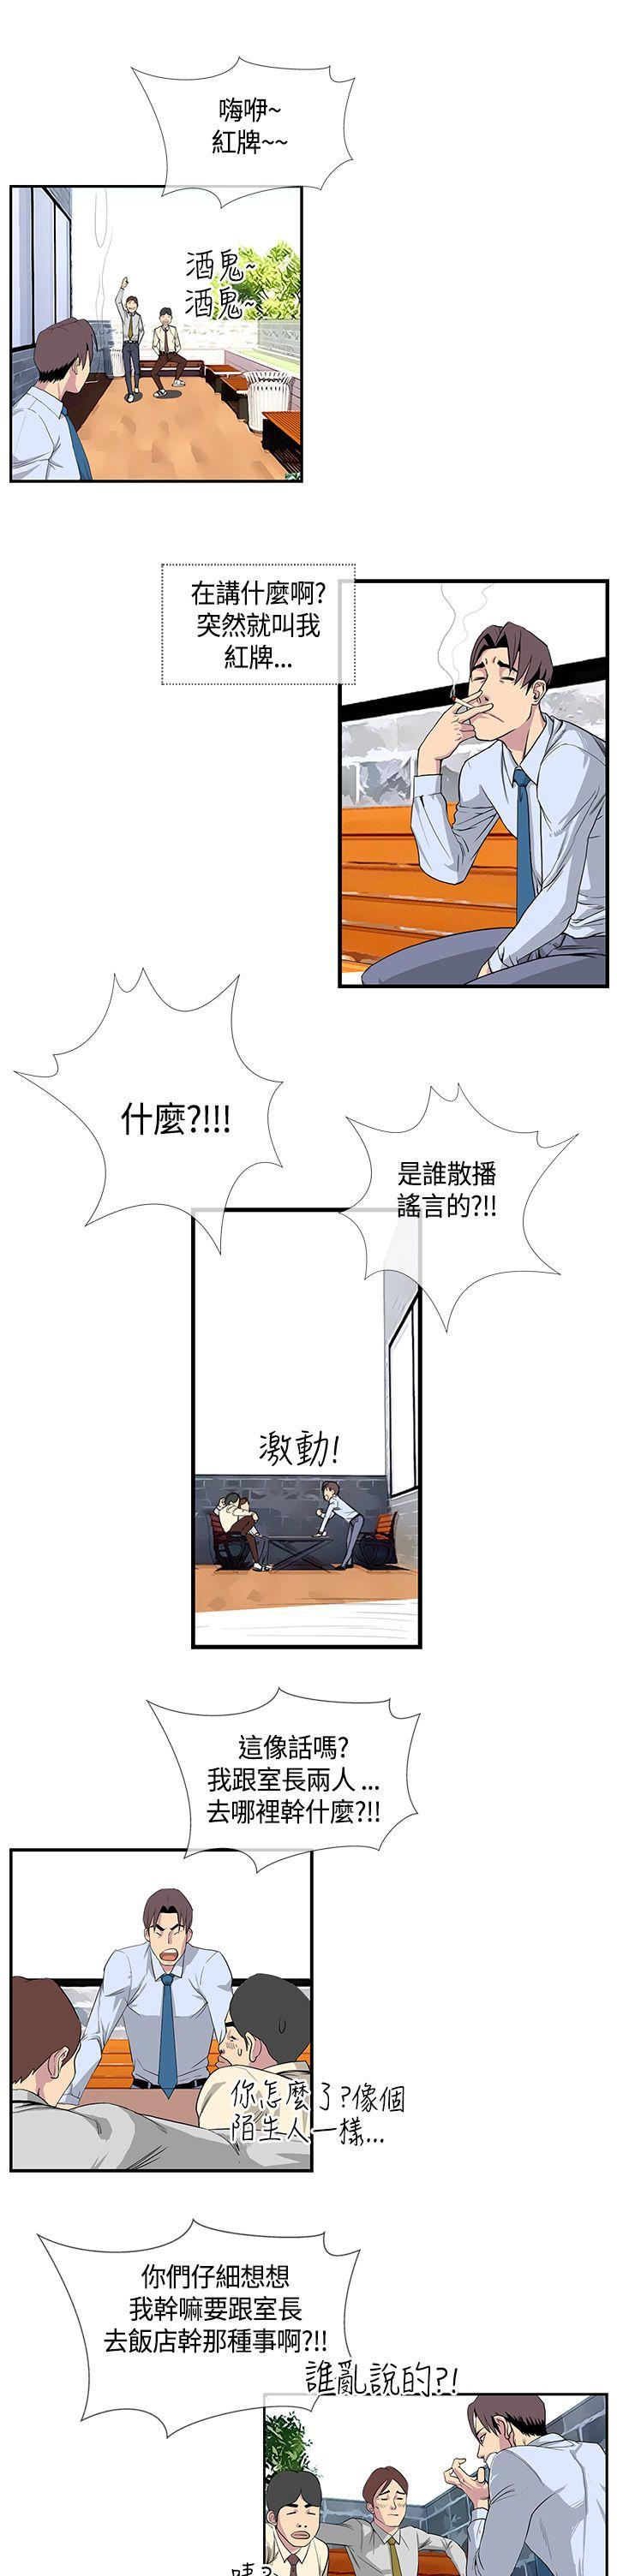 嗨咿~
紅牌~~
酒鬼~
酒鬼~
在講什麼啊?
突然就叫我
紅牌...
什麼?!!!
是誰散播
謠言的?!!
激動!
這像話嗎?
我跟室長兩人...
去哪裡幹什麼?!!
你怎麼了?像個
陌生人一樣...
你們仔細想想
我幹嘛要跟室長
去飯店幹那種事啊?!!
誰亂說的?!